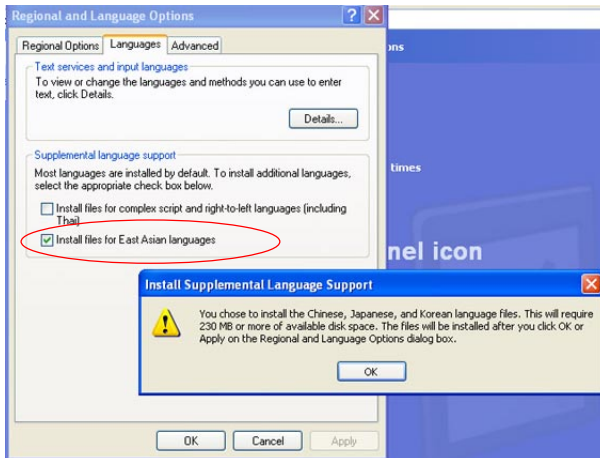 Regional and Language Options
Regional Options Languages Advanced
Text services and input languages
To view or change the languages and methods you can use to enter
text, click Details.
Details...
Supplemental language support
Most languages are installed by default. To install additional languages,
select the appropriate check box below.
Install files for complex script and right-to-left languages (including
Thai)
Install files for East Asian languages
ons
times
nel icon
Install Supplemental Language Support
You chose to install the Chinese, Japanese, and Korean language files. This will require
230 MB or more of available disk space. The files will be installed after you click OK or
Apply on the Regional and Language Options dialog box.
OK
OK Cancel Apply